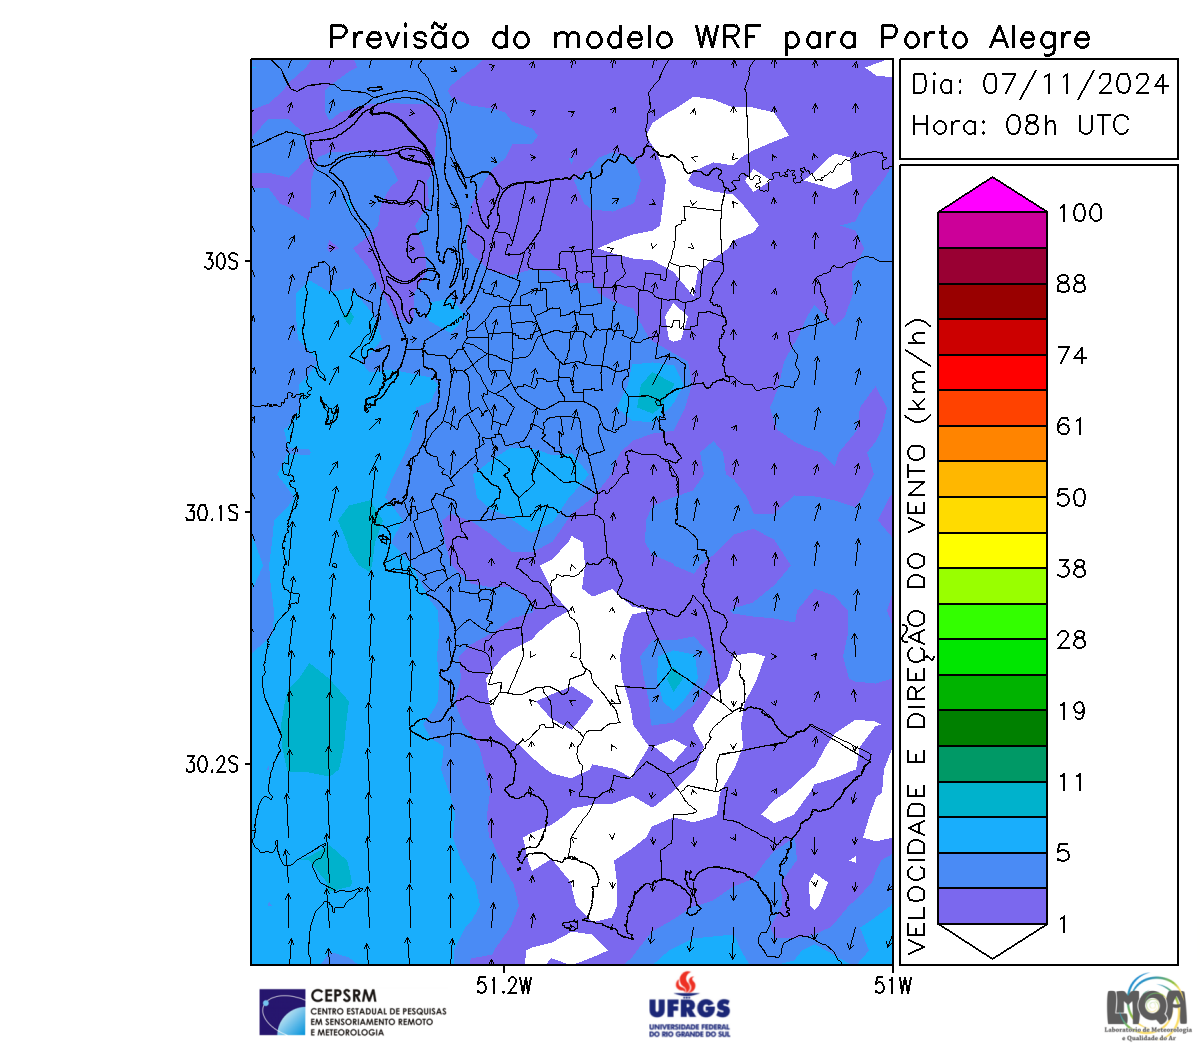 Previsão do modelo WRF para Porto Alegre
Dia: 07/11/2024
Hora: 08h UTC
30S
30.1S
30.2S
51.2W
51W
VELOCIDADE E DIREÇÃO DO VENTO (km/h)
100
88
74
61
50
38
28
19
11
5
1
CEPSRM
CENTRO ESTADUAL DE PESQUISAS
EM SENSORIAMENTO REMOTO
E METEOROLOGIA
UFRGS
UNIVERSIDADE FEDERAL
DO RIO GRANDE DO SUL
LMQA
Laboratório de Meteorologia
e Qualidade do Ar